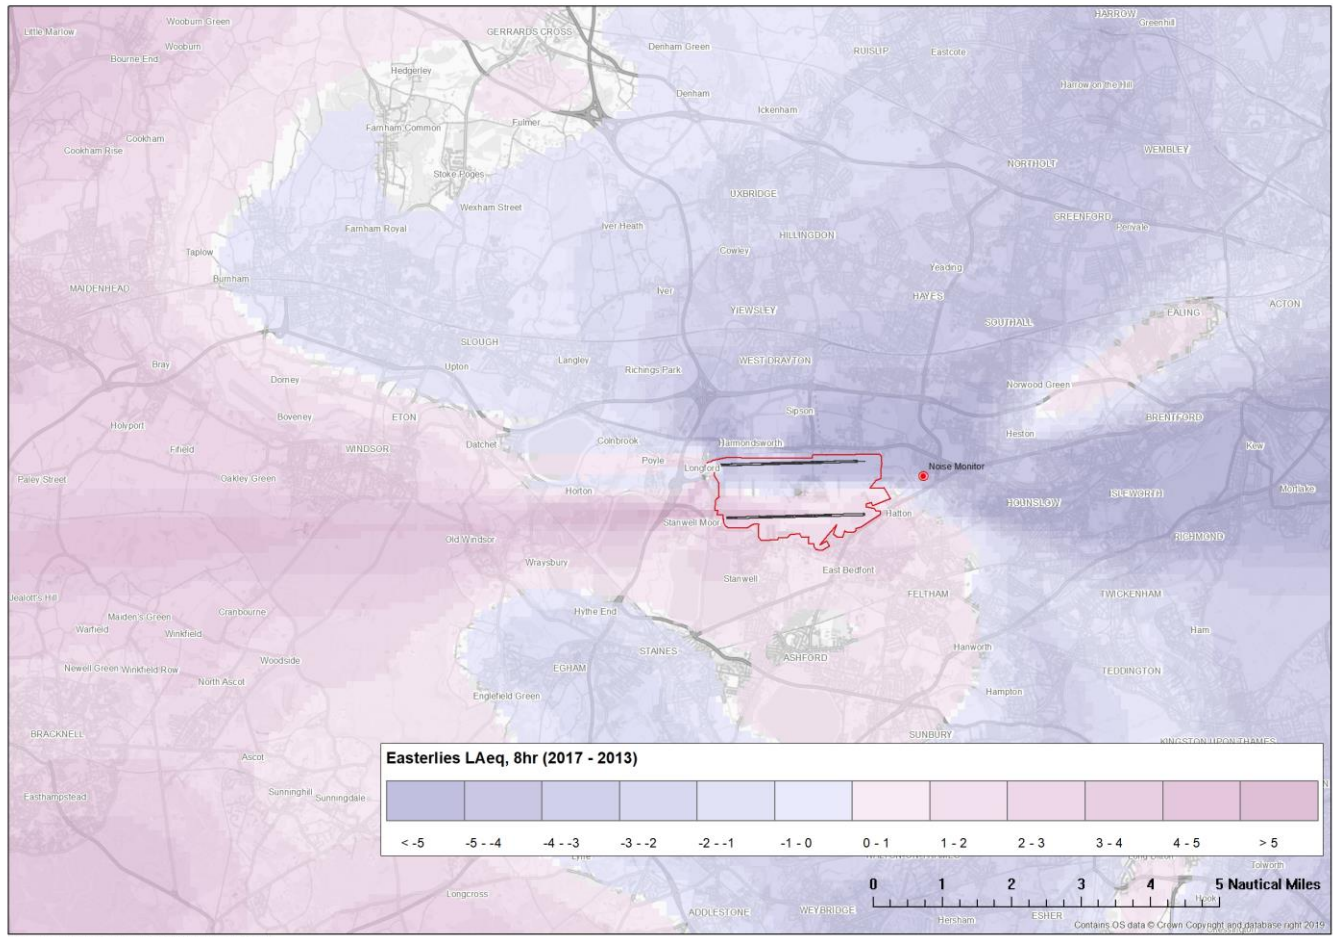 HARROW
Wooburn Green
Greenhill
Little Marlow
GERRARDS CROSS
Wooburn
Denham Green
RUISLIP
Eastcote
Bourne End
Hedgerley
Harrow on the Hill
Denham
Ickenham
Fulmer
Farnham Common
Cookham
Cookham Rise
WEMBLEY
NORTHOLT
Stoke Poges
UXBRIDGE
Wexham Street
GREENFORD
Perivale
Iver Heath
Farnham Royal
HILLINGDON
Taplow
Cowley
Yeading
Burnham
MAIDENHEAD
Iver
HAYES
ACTON
YIEWSLEY
EALING
SOUTHALL
SLOUGH
Langley
WEST DRAYTON
Bray
Upton
Richings Park
Dorney
Norwood Green
Sipson
Boveney
ETON
BRENTFORD
Holyport
Heston
Datchet
Colnbrook
Harmondsworth
Kew
Fifield
WINDSOR
Poyle
Longford
Noise Monitor
Paley Street
Oakley Green
Horton
ISLEWORTH
Mortlake
HOUNSLOW
Hatton
Stanwell Moor
Old Windsor
RICHMOND
Wraysbury
East Bedfont
Stanwell
Jealott's Hill
FELTHAM
TWICKENHAM
Hythe End
Cranbourne
Maiden's Green
Warfield
Winkfield
Ham
Hanworth
STAINES
ASHFORD
Woodside
EGHAM
Newell Green
Winkfield Row
TEDDINGTON
North Ascot
Englefield Green
Hampton
BRACKNELL
SUNBURY
KINGSTON UPON THAMES
Ascot
Easterlies LAeq, 8hr (2017 - 2013)
Easthampstead
Sunninghill
Sunningdale
< -5
-5 - -4
-4 - -3
-3 - -2
-2 - -1
-1 - 0
0 - 1
1 - 2
2 - 3
3 - 4
4 - 5
> 5
Lyne
Tolworth
0 1 2 3 4 5 Nautical Miles
Longcross
Hook
ADDLESTONE
WEYBRIDGE
Hersham
ESHER
Contains OS data © Crown Copyright and database right 2019